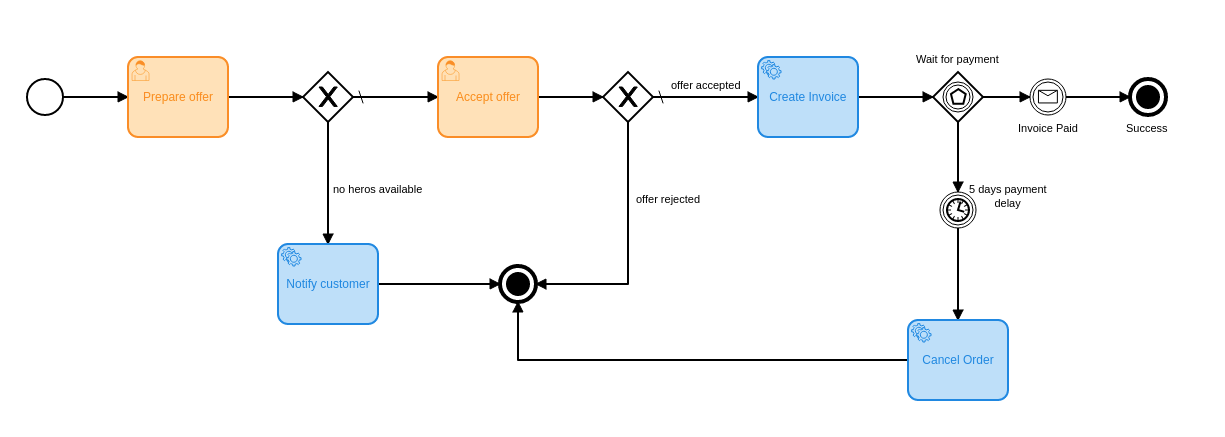 Wait for payment
Prepare offer
Accept offer
offer accepted
Create Invoice
Invoice Paid
Success
no heros available
offer rejected
5 days payment
delay
Notify customer
Cancel Order